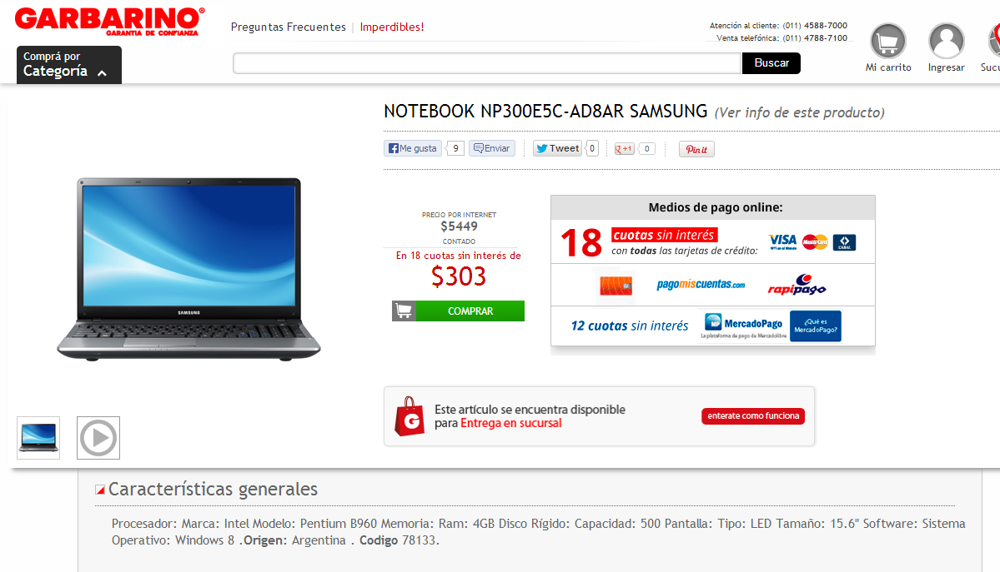 GARBARINO®
GARANTIA DE CONFIANZA
Preguntas Frecuentes | Imperdibles!
Atención al cliente: (011) 4588-7000
Venta telefónica: (011) 4788-7100
Comprá por
Categoría
Buscar
Mi carrito
Ingresar
Sucu
NOTEBOOK NP300E5C-AD8AR SAMSUNG (Ver info de este producto)
Me gusta 9 Enviar Tweet 0 +1 0 Pin it
PRECIO POR INTERNET
$5449
CONTADO
En 18 cuotas sin interés de
$303
COMPRAR
Medios de pago online:
18 cuotas sin interés
con todas las tarjetas de crédito:
VISA MasterCard CABAL
pagomiscuentas.com
rapipago
12 cuotas sin interés
MP MercadoPago
La plataforma de pago de MercadoLibre
¿Qué es
MercadoPago?
SAMSUNG
G
Este artículo se encuentra disponible
para Entrega en sucursal
enterate como funciona
Características generales
Procesador: Marca: Intel Modelo: Pentium B960 Memoria: Ram: 4GB Disco Rígido: Capacidad: 500 Pantalla: Tipo: LED Tamaño: 15.6" Software: Sistema
Operativo: Windows 8 .Origen: Argentina . Codigo 78133.